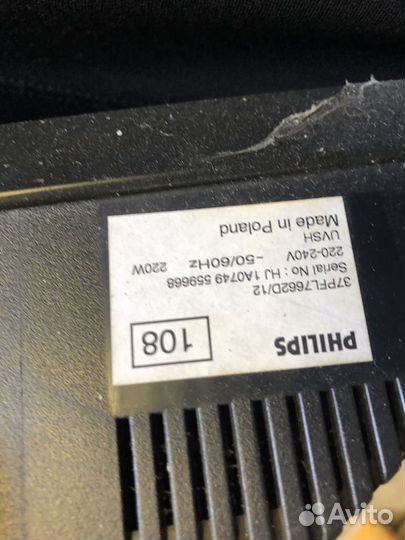 PHILIPS
108
37PFL7662D/12
Serial No: HJ 1A0749 559668
220-240V ~50/60Hz 220W
UVSH
Made in Poland
Avito